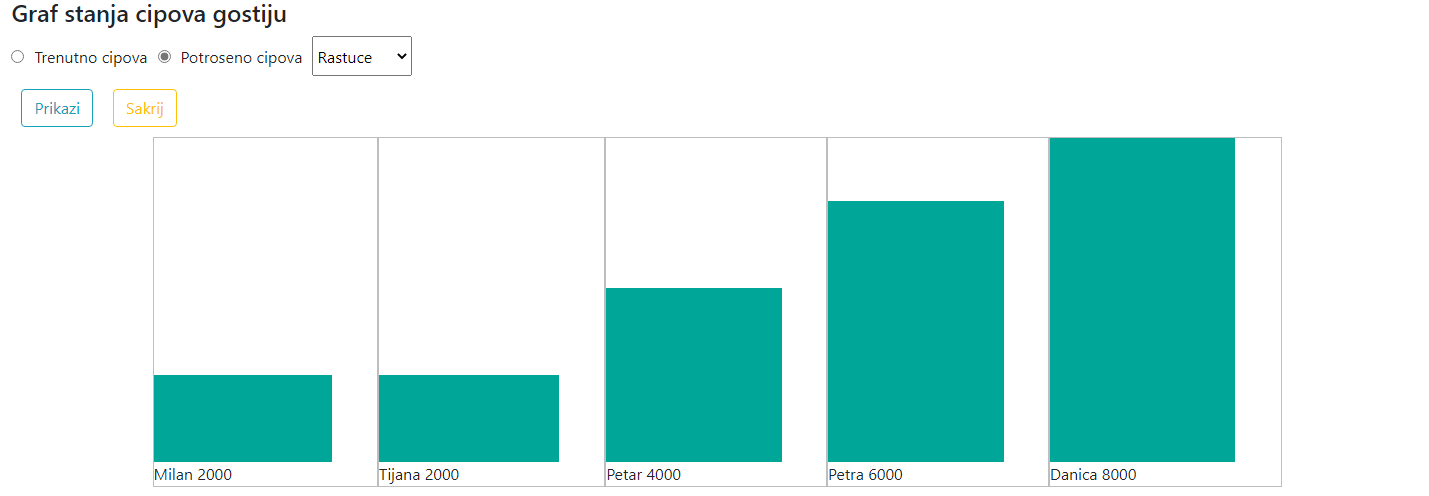 Graf stanja cipova gostiju
Trenutno cipova Potroseno cipova Rastuce
Prikazi Sakrij
Milan 2000 Tijana 2000 Petar 4000 Petra 6000 Danica 8000